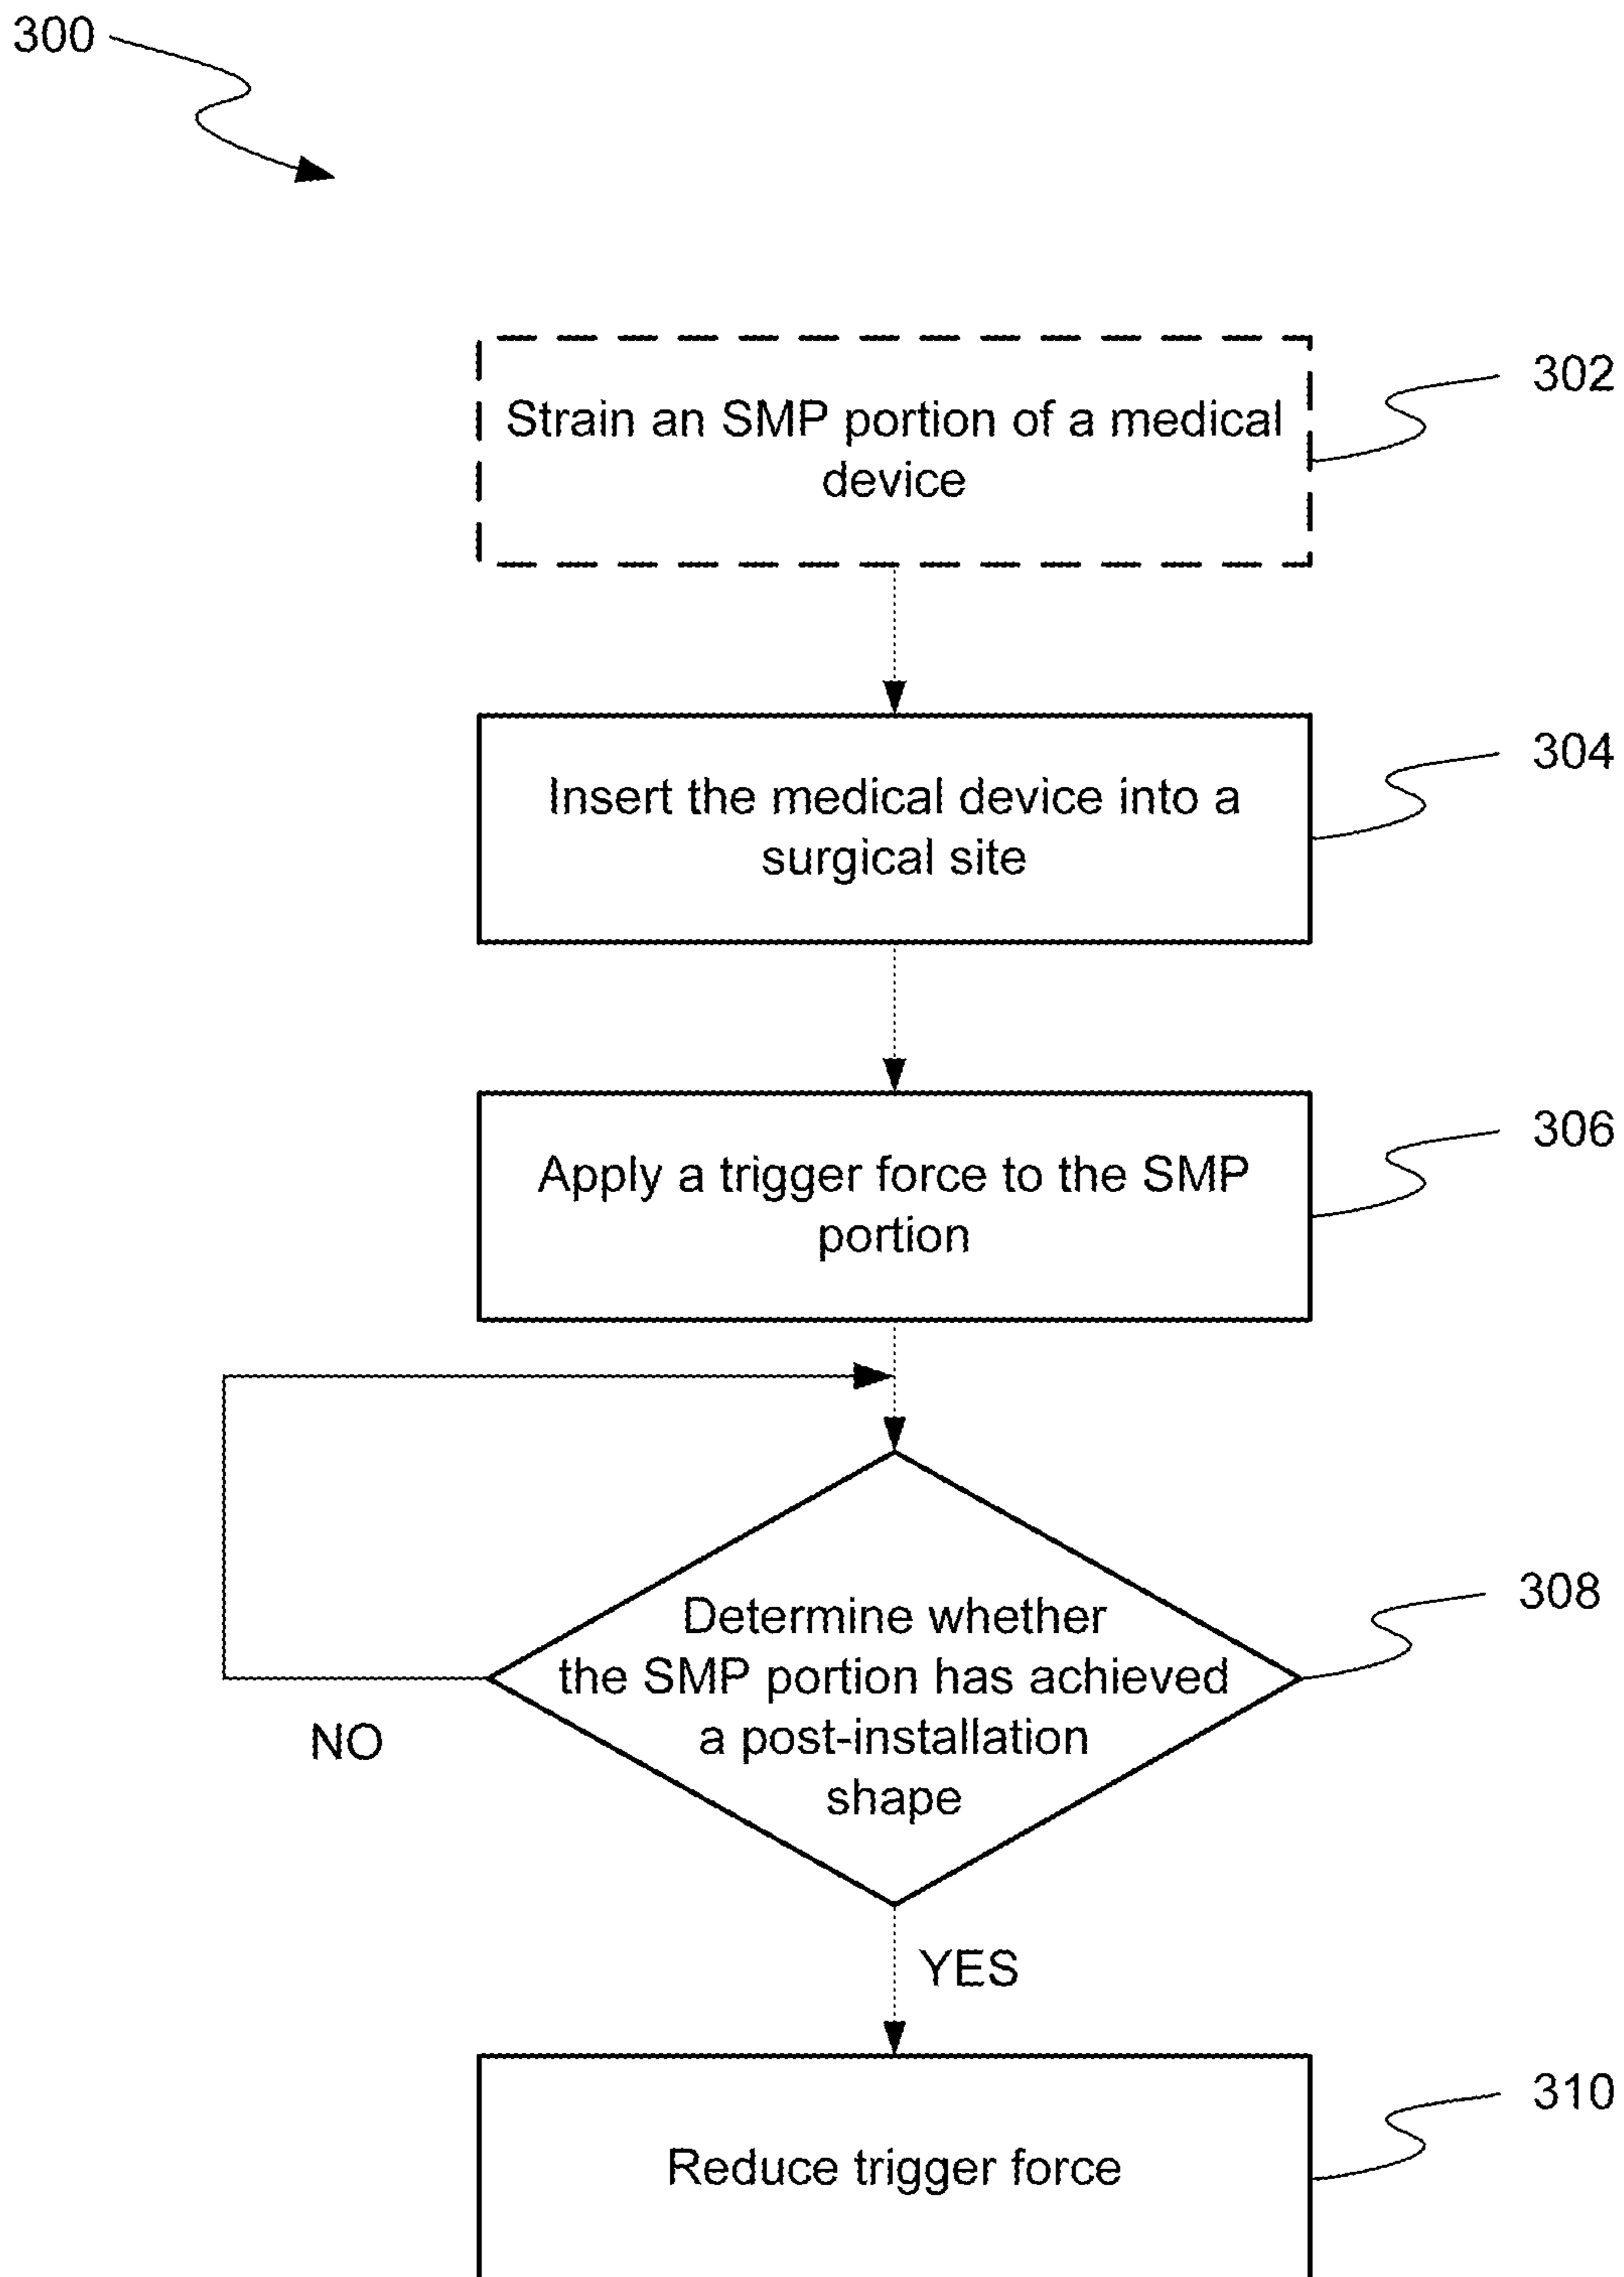 300
302
Strain an SMP portion of a medical
device
304
Insert the medical device into a
surgical site
306
Apply a trigger force to the SMP
portion
308
Determine whether
the SMP portion has achieved
a post-installation
shape
NO
YES
310
Reduce trigger force